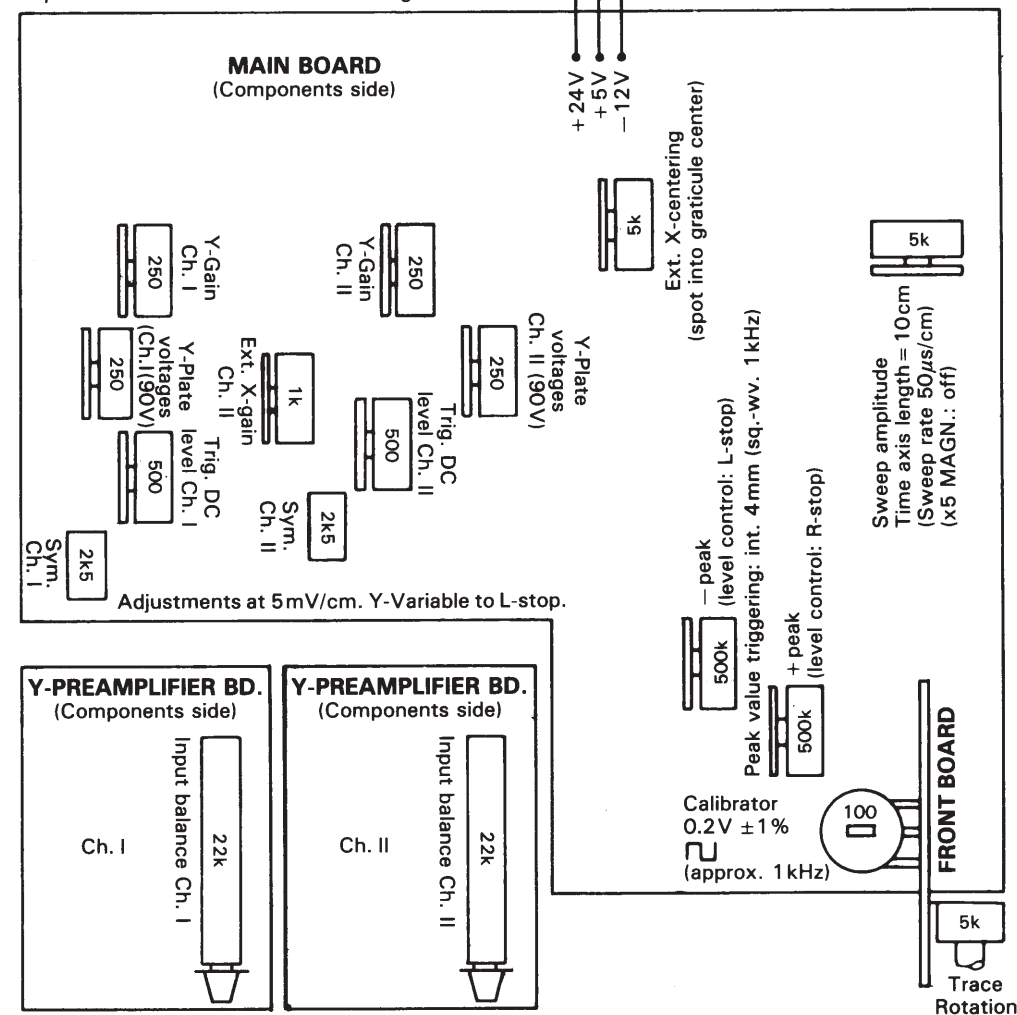 MAIN BOARD
(Components side)
+24V
+5V
−12V
5k
Ext. X-centering
(spot into graticule center)
5k
Sweep amplitude
Time axis length = 10cm
(Sweep rate 50μs/cm)
(x5 MAGN.: off)
250
Y-Gain
Ch. I
Y-Gain
Ch. II
250
250
Y-Plate
voltages
(Ch.I(90V)
Ext. X-gain
Ch. II
1k
250
Y-Plate
voltages
Ch. II (90V)
500
Trig. DC
level Ch. I
500
Trig. DC
level Ch. II
Sym.
Ch. I
2k5
Sym.
Ch. II
2k5
Adjustments at 5mV/cm. Y-Variable to L-stop.
500k
−peak
(level control: L-stop)
Peak value triggering: int. 4mm (sq.-wv. 1kHz)
500k
+peak
(level control: R-stop)
Calibrator
0.2V ±1%
(approx. 1kHz)
100
FRONT BOARD
5k
Trace
Rotation
Y-PREAMPLIFIER BD.
(Components side)
Ch. I
Input balance Ch. I
22k
Y-PREAMPLIFIER BD.
(Components side)
Ch. II
Input balance Ch. II
22k